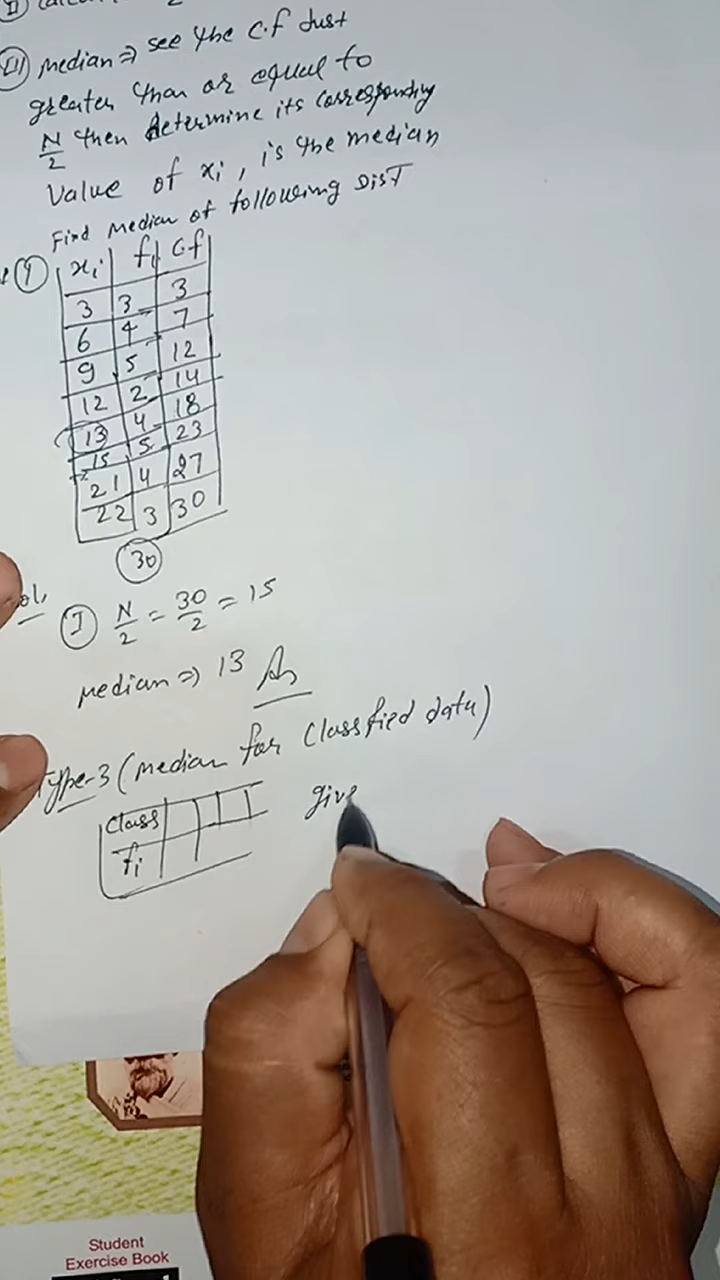 III) median ⇒ see the C.f Just
greater than or equal to
N/2 then determine its corresponding
Value of xi, is the median
Find Median of following DIST
xi fi C.f
3 3 3
6 4 7
9 5 12
12 2 14
13 4 18
15 5 23
21 4 27
22 3 30
30
Sol.
I N/2 = 30/2 = 15
median ⇒ 13 Ans
Type-3 (median for classfied data)
Class
fi
give
Student
Exercise Book